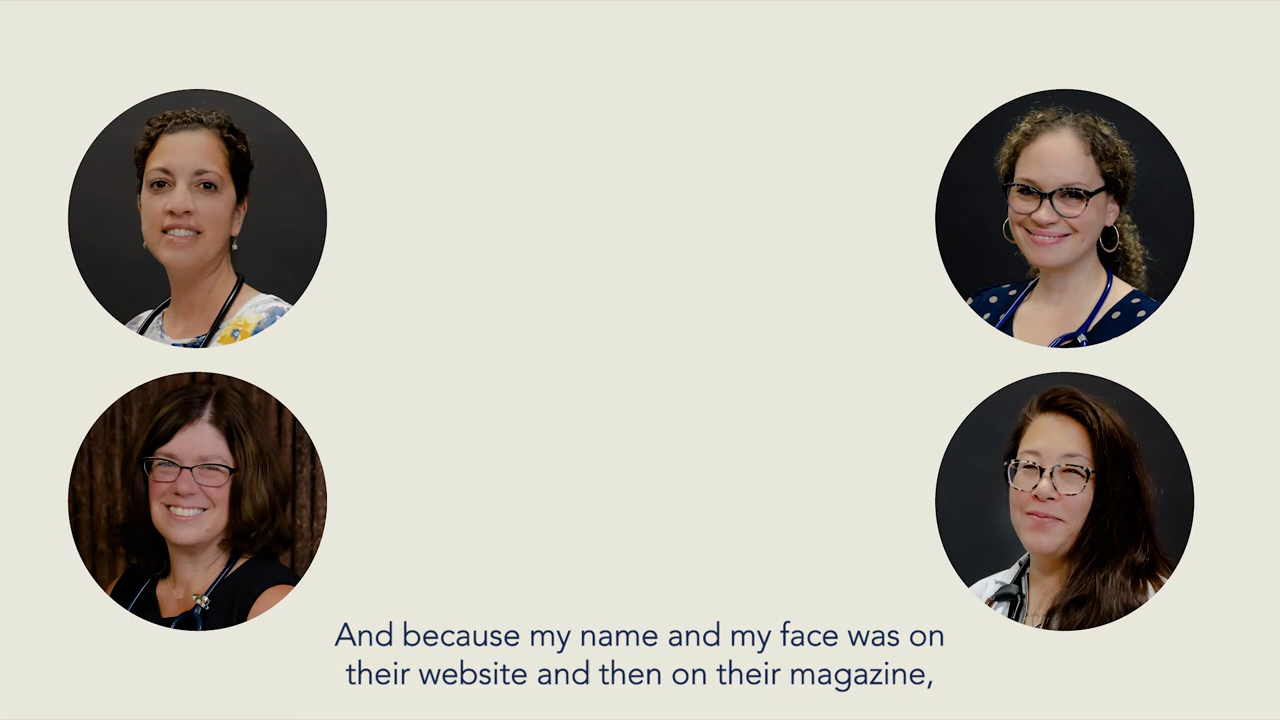 And because my name and my face was on
their website and then on their magazine,